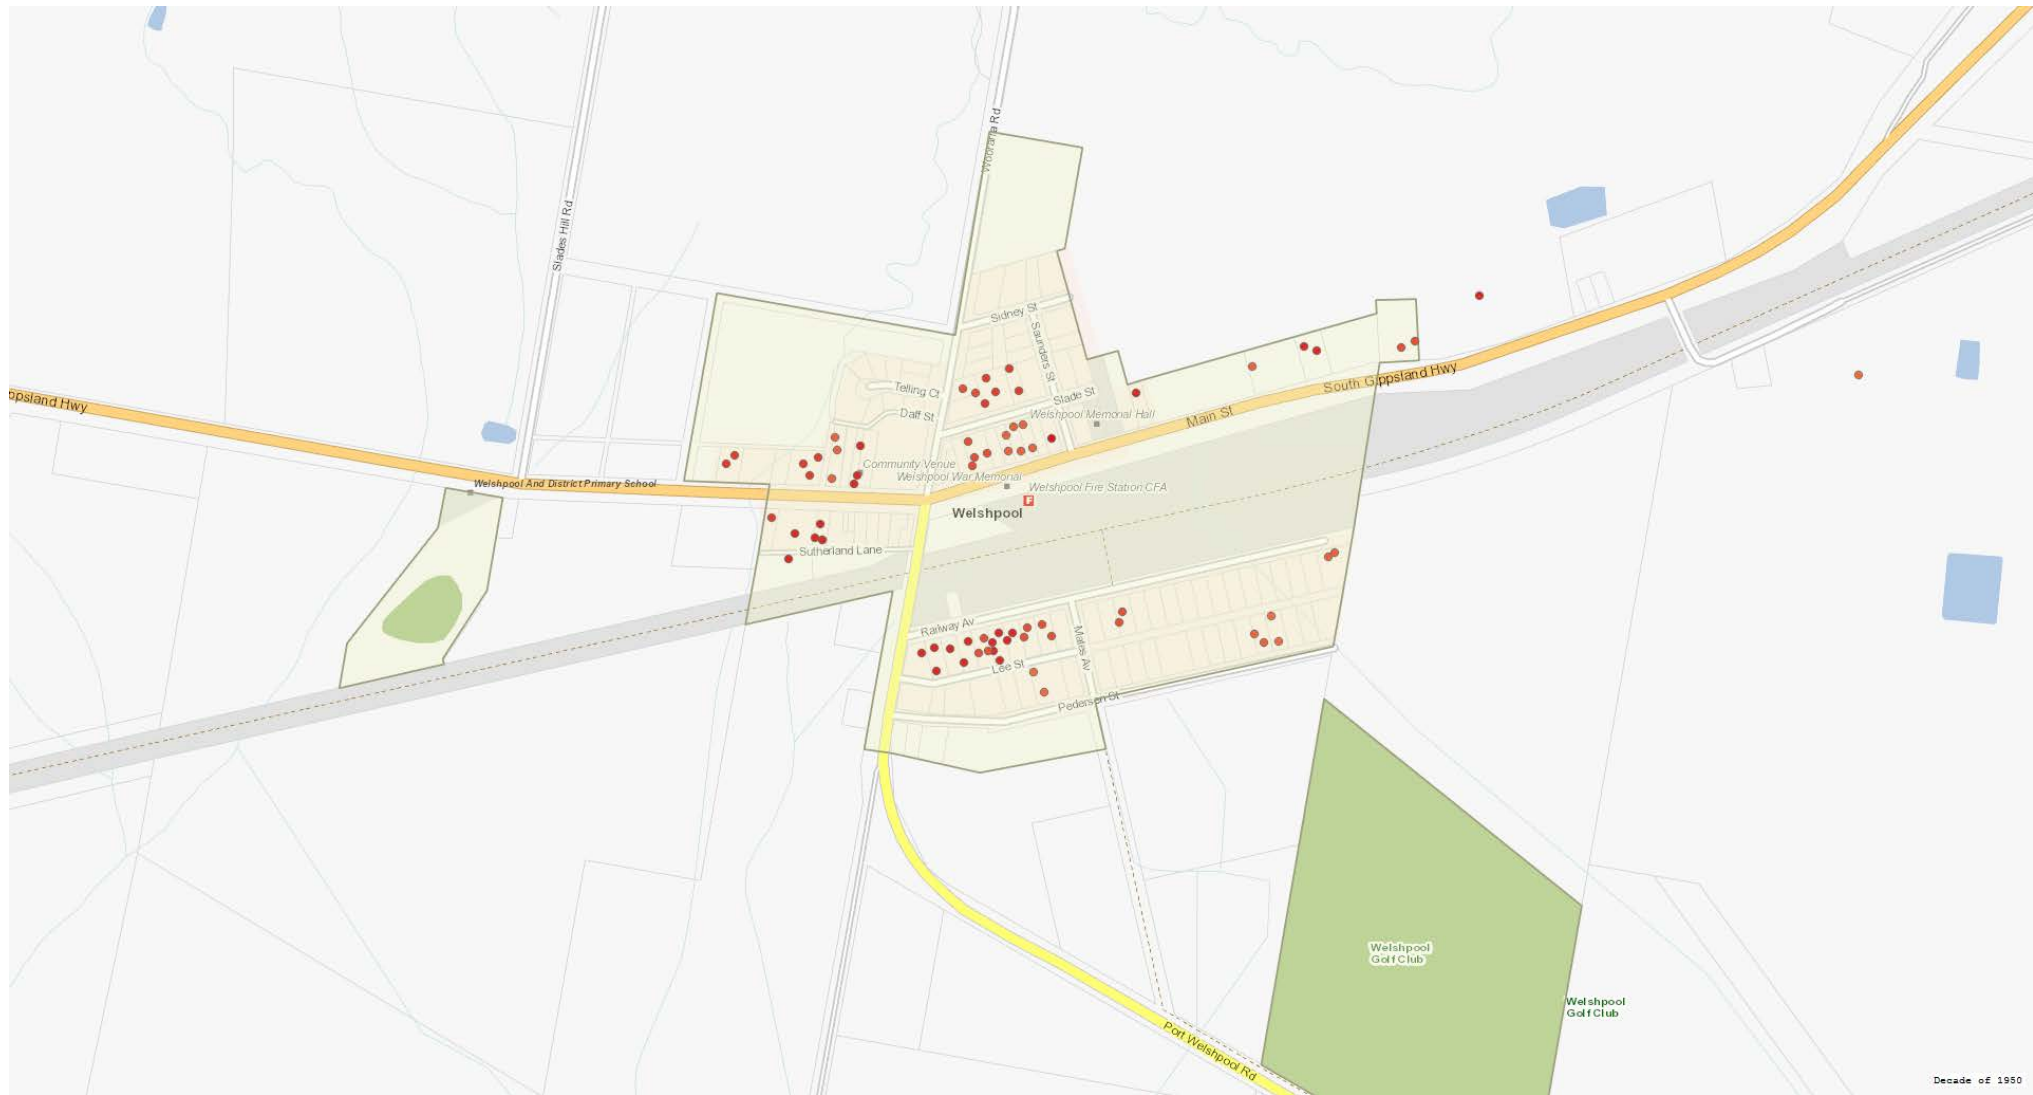 Woorarra Rd
Slades Hill Rd
Sidney St
Saunders St
South Gippsland Hwy
Telling Ct
Slade St
ppsland Hwy
Daff St
Welshpool Memorial Hall
Main St
Community Venue
Welshpool War Memorial
Welshpool And District Primary School
Welshpool Fire Station CFA
F
Welshpool
Sutherland Lane
Railway Av
Males Av
Lee St
Pedersen St
Welshpool
Golf Club
Welshpool
Golf Club
Port Welshpool Rd
Decade of 1950